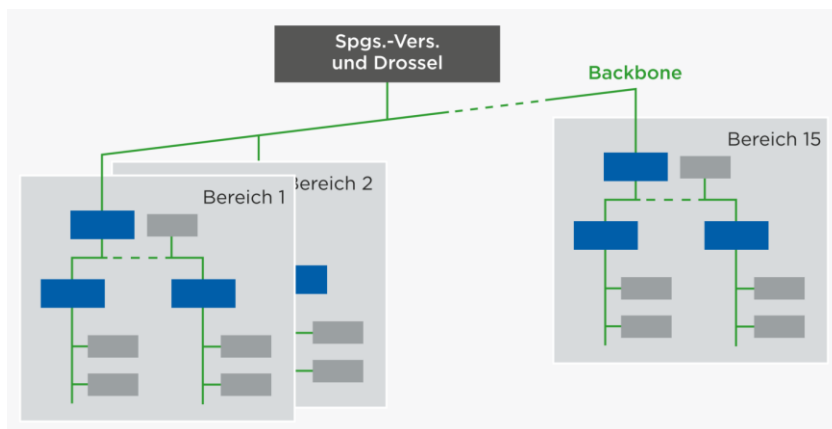 Spgs.-Vers.
und Drossel
Backbone
Bereich 15
Bereich 2
Bereich 1